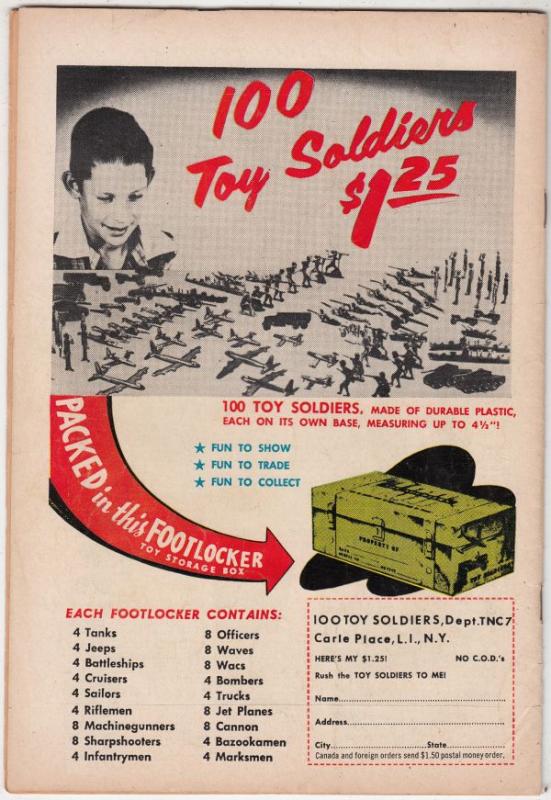 100
Toy Soldiers
$1.25
100 TOY SOLDIERS, MADE OF DURABLE PLASTIC,
EACH ON ITS OWN BASE, MEASURING UP TO 4½"!
★ FUN TO SHOW
★ FUN TO TRADE
★ FUN TO COLLECT
PACKED in this FOOTLOCKER
TOY STORAGE BOX
PROPERTY OF
TOY SOLDIERS
EACH FOOTLOCKER CONTAINS:
4 Tanks
4 Jeeps
4 Battleships
4 Cruisers
4 Sailors
4 Riflemen
8 Machinegunners
8 Sharpshooters
4 Infantrymen
8 Officers
8 Waves
8 Wacs
4 Bombers
4 Trucks
8 Jet Planes
8 Cannon
4 Bazookamen
4 Marksmen
100 TOY SOLDIERS, Dept. TNC7
Carle Place, L.I., N.Y.
HERE'S MY $1.25! NO C.O.D.'s
Rush the TOY SOLDIERS TO ME!
Name
Address
City State
Canada and foreign orders send $1.50 postal money order.